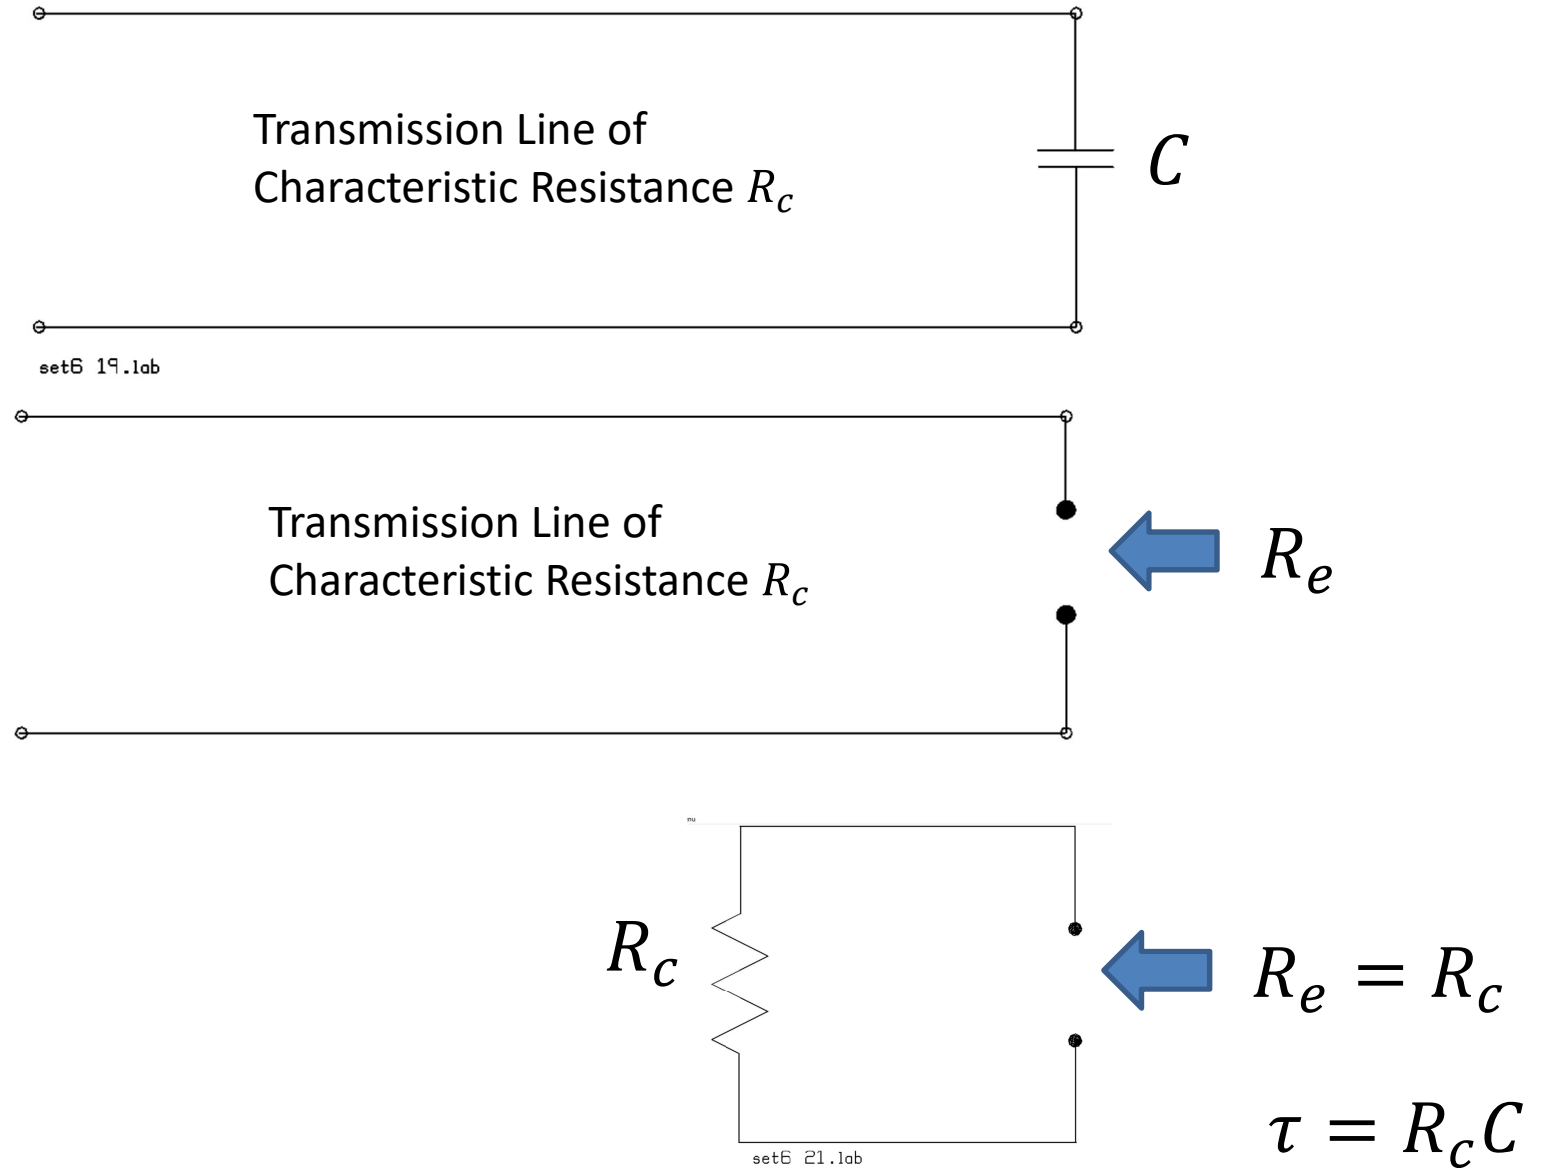 Transmission Line of
Characteristic Resistance R_c
C
set6 19.lab
Transmission Line of
Characteristic Resistance R_c
R_e
nu
R_c
R_e = R_c
τ = R_cC
set6 21.lab